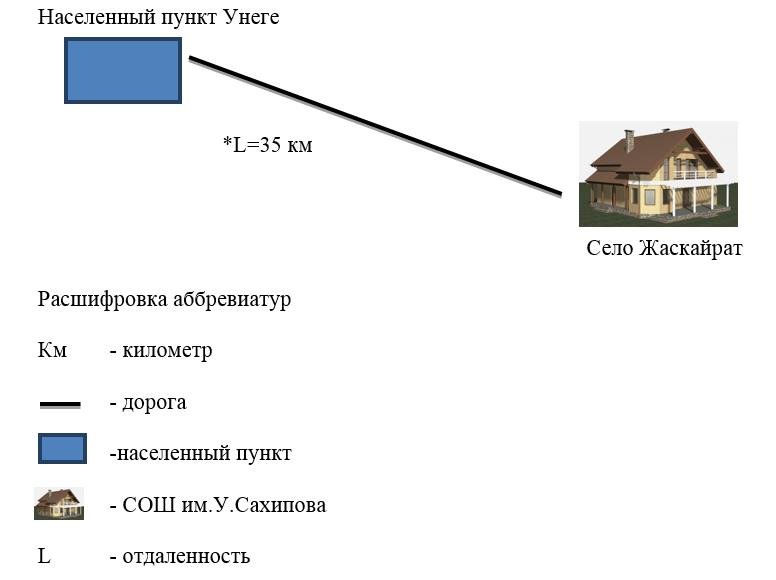 Населенный пункт Унеге
*L=35 км
Село Жаскайрат
Расшифровка аббревиатур
Км - километр
- дорога
-населенный пункт
- СОШ им.У.Сахипова
L - отдаленность